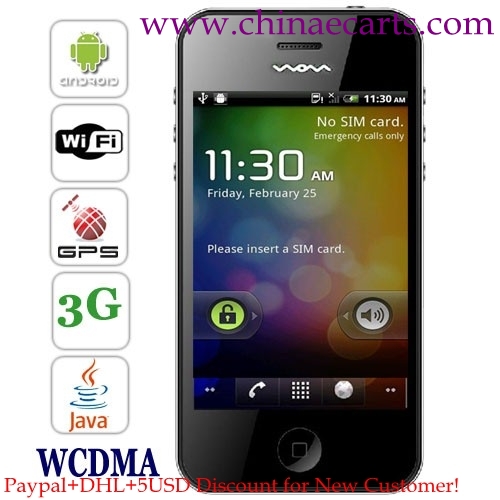 www.chinaecarts.com
ANDROID
WOM
11:30 AM
No SIM card.
Emergency calls only
WiFi
11:30 AM
Friday, February 25
GPS
Please insert a SIM card.
3G
Java
WCDMA
Paypal+DHL+5USD Discount for New Customer!